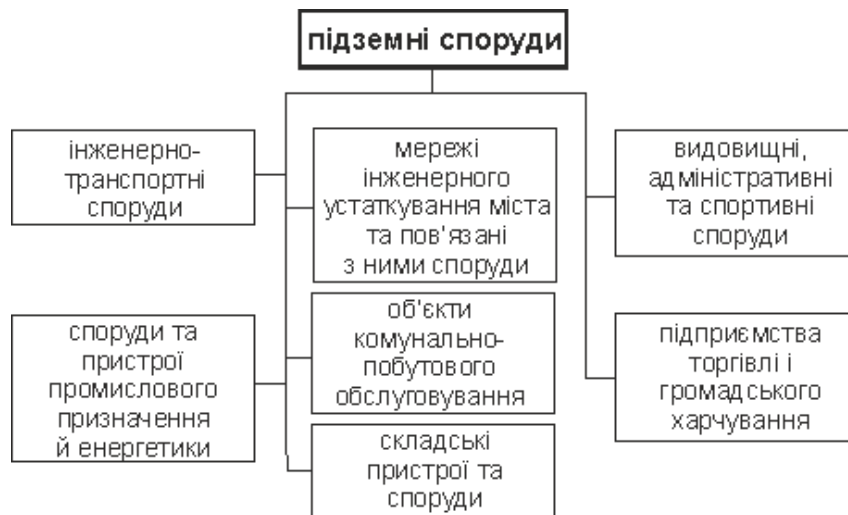 підземні споруди
інженерно-
транспортні
споруди
мережі
інженерного
устаткування міста
та пов'язані
з ними споруди
видовищні,
адміністративні
та спортивні
споруди
споруди та
пристрої
промислового
призначення
й енергетики
об'єкти
комунально-
побутового
обслуговування
підприємства
торгівлі і
громадського
харчування
складські
пристрої та
споруди